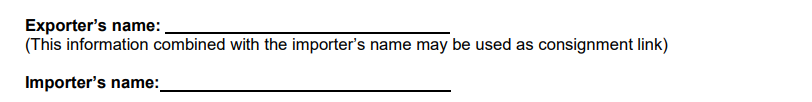 Exporter’s name: 
(This information combined with the importer’s name may be used as consignment link)
Importer’s name: